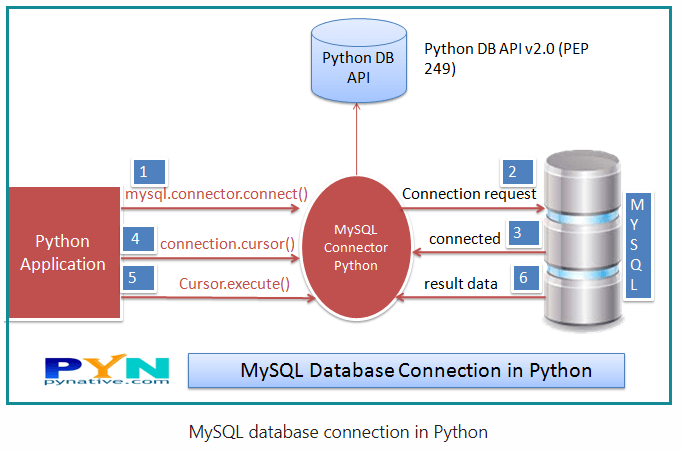 Python DB
API
Python DB API v2.0 (PEP
249)
1
mysql.connector.connect()
2
Connection request
Python
Application
4
connection.cursor()
5
Cursor.execute()
MySQL
Connector
Python
3
connected
6
result data
M
Y
S
Q
L
PYN
pynative.com
MySQL Database Connection in Python
MySQL database connection in Python